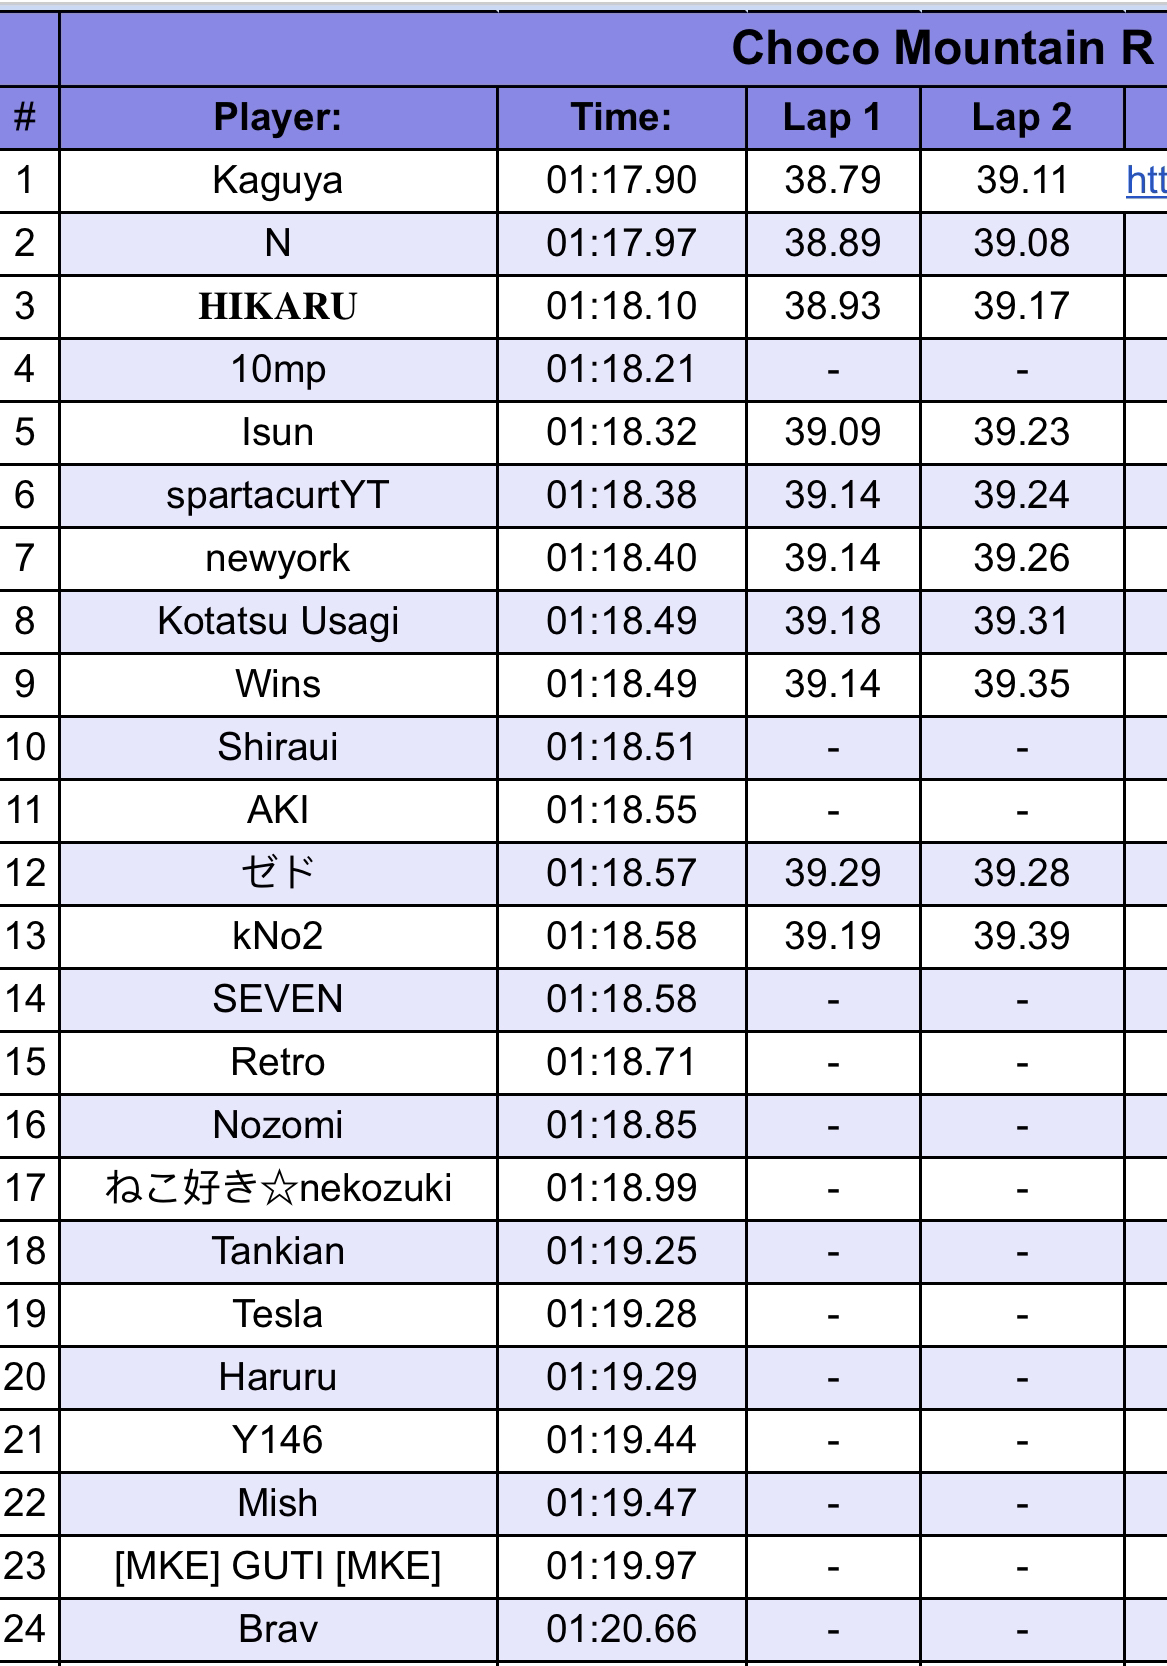 Choco Mountain R
# Player: Time: Lap 1 Lap 2
1 Kaguya 01:17.90 38.79 39.11 htt
2 N 01:17.97 38.89 39.08
3 HIKARU 01:18.10 38.93 39.17
4 10mp 01:18.21 - -
5 Isun 01:18.32 39.09 39.23
6 spartacurtYT 01:18.38 39.14 39.24
7 newyork 01:18.40 39.14 39.26
8 Kotatsu Usagi 01:18.49 39.18 39.31
9 Wins 01:18.49 39.14 39.35
10 Shiraui 01:18.51 - -
11 AKI 01:18.55 - -
12 ゼド 01:18.57 39.29 39.28
13 kNo2 01:18.58 39.19 39.39
14 SEVEN 01:18.58 - -
15 Retro 01:18.71 - -
16 Nozomi 01:18.85 - -
17 ねこ好き☆nekozuki 01:18.99 - -
18 Tankian 01:19.25 - -
19 Tesla 01:19.28 - -
20 Haruru 01:19.29 - -
21 Y146 01:19.44 - -
22 Mish 01:19.47 - -
23 [MKE] GUTI [MKE] 01:19.97 - -
24 Brav 01:20.66 - -